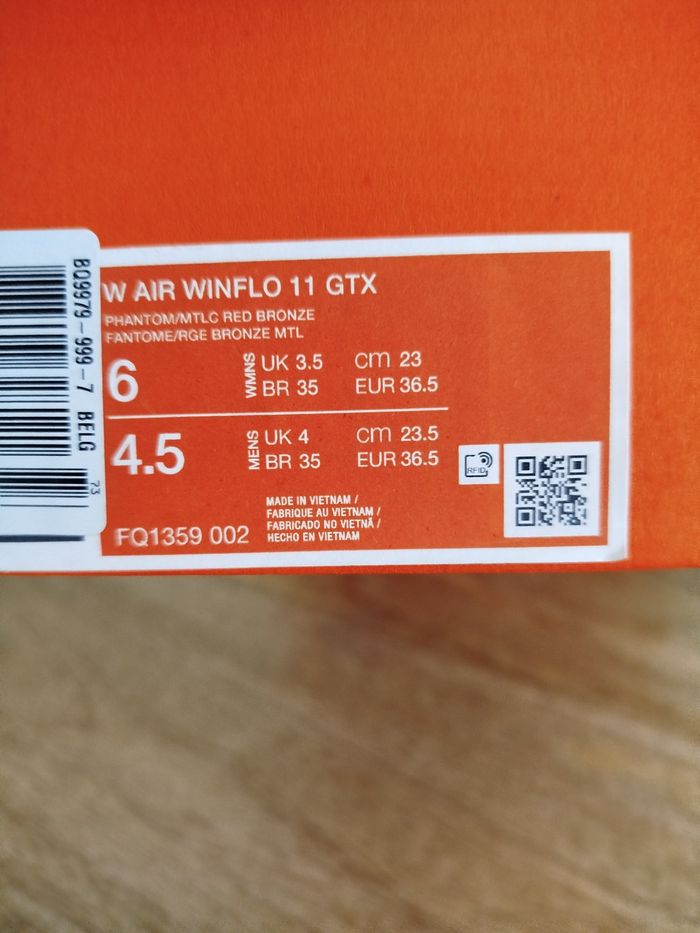 BQ9979-999-7 BELG
73
W AIR WINFLO 11 GTX
PHANTOM/MTLC RED BRONZE
FANTOME/RGE BRONZE MTL
6 WMNS UK 3.5 cm 23
BR 35 EUR 36.5
4.5 MENS UK 4 cm 23.5
BR 35 EUR 36.5
RFID
MADE IN VIETNAM /
FABRIQUE AU VIETNAM /
FABRICADO NO VIETNÃ /
HECHO EN VIETNAM
FQ1359 002